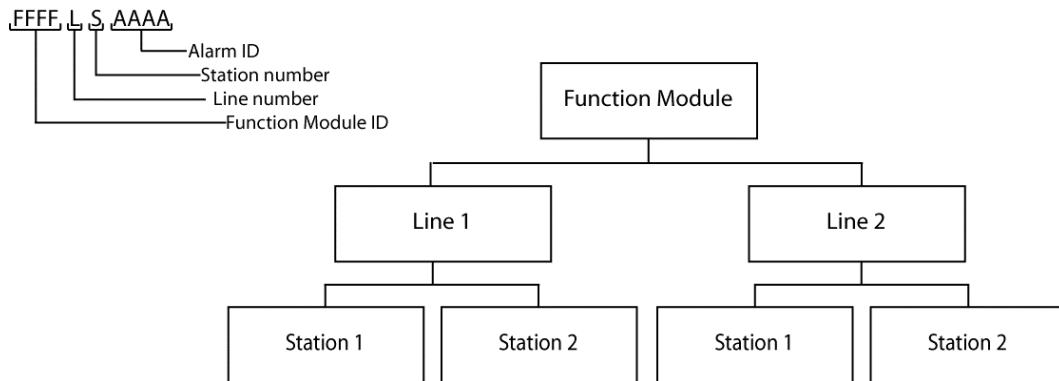 FFFF L S AAAA
Alarm ID
Station number
Line number
Function Module ID
Function Module
Line 1
Line 2
Station 1
Station 2
Station 1
Station 2